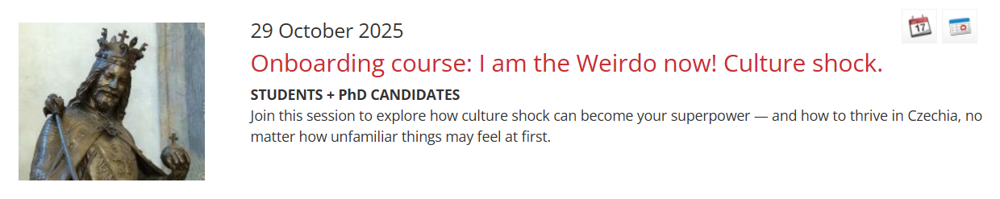 29 October 2025
17
Onboarding course: I am the Weirdo now! Culture shock.
STUDENTS + PhD CANDIDATES
Join this session to explore how culture shock can become your superpower — and how to thrive in Czechia, no
matter how unfamiliar things may feel at first.